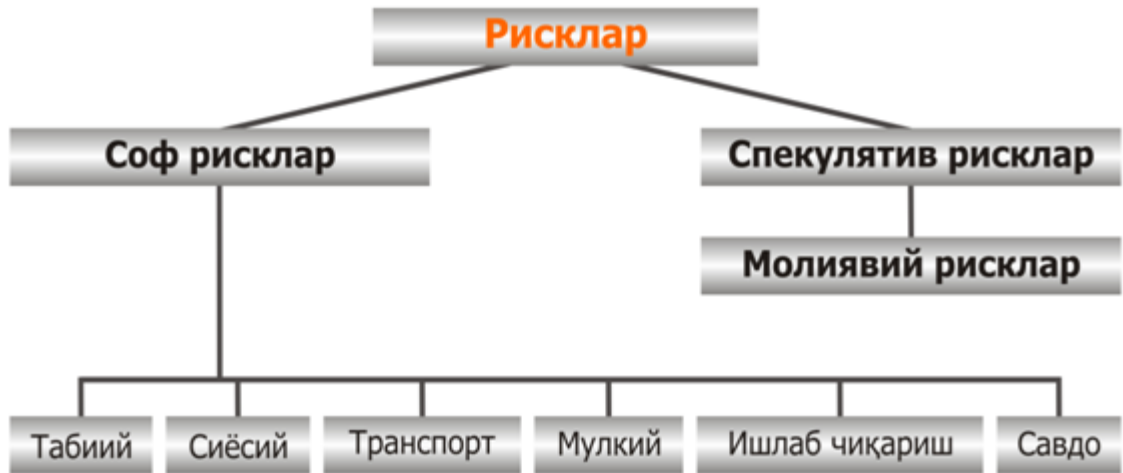 Рисклар
Соф рисклар
Спекулятив рисклар
Молиявий рисклар
Табиий
Сиёсий
Транспорт
Мулкий
Ишлаб чиқариш
Савдо